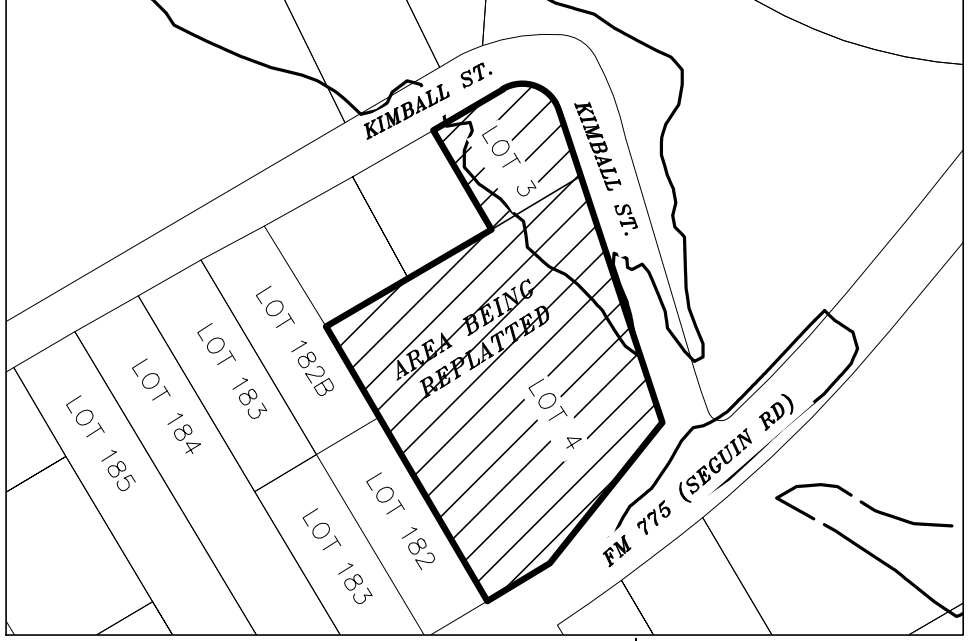 KIMBALL ST.
KIMBALL ST.
LOT 3
AREA BEING
REPLATTED
LOT 4
LOT 182B
LOT 183
LOT 184
LOT 185
LOT 182
LOT 183
FM 775 (SEGUIN RD)